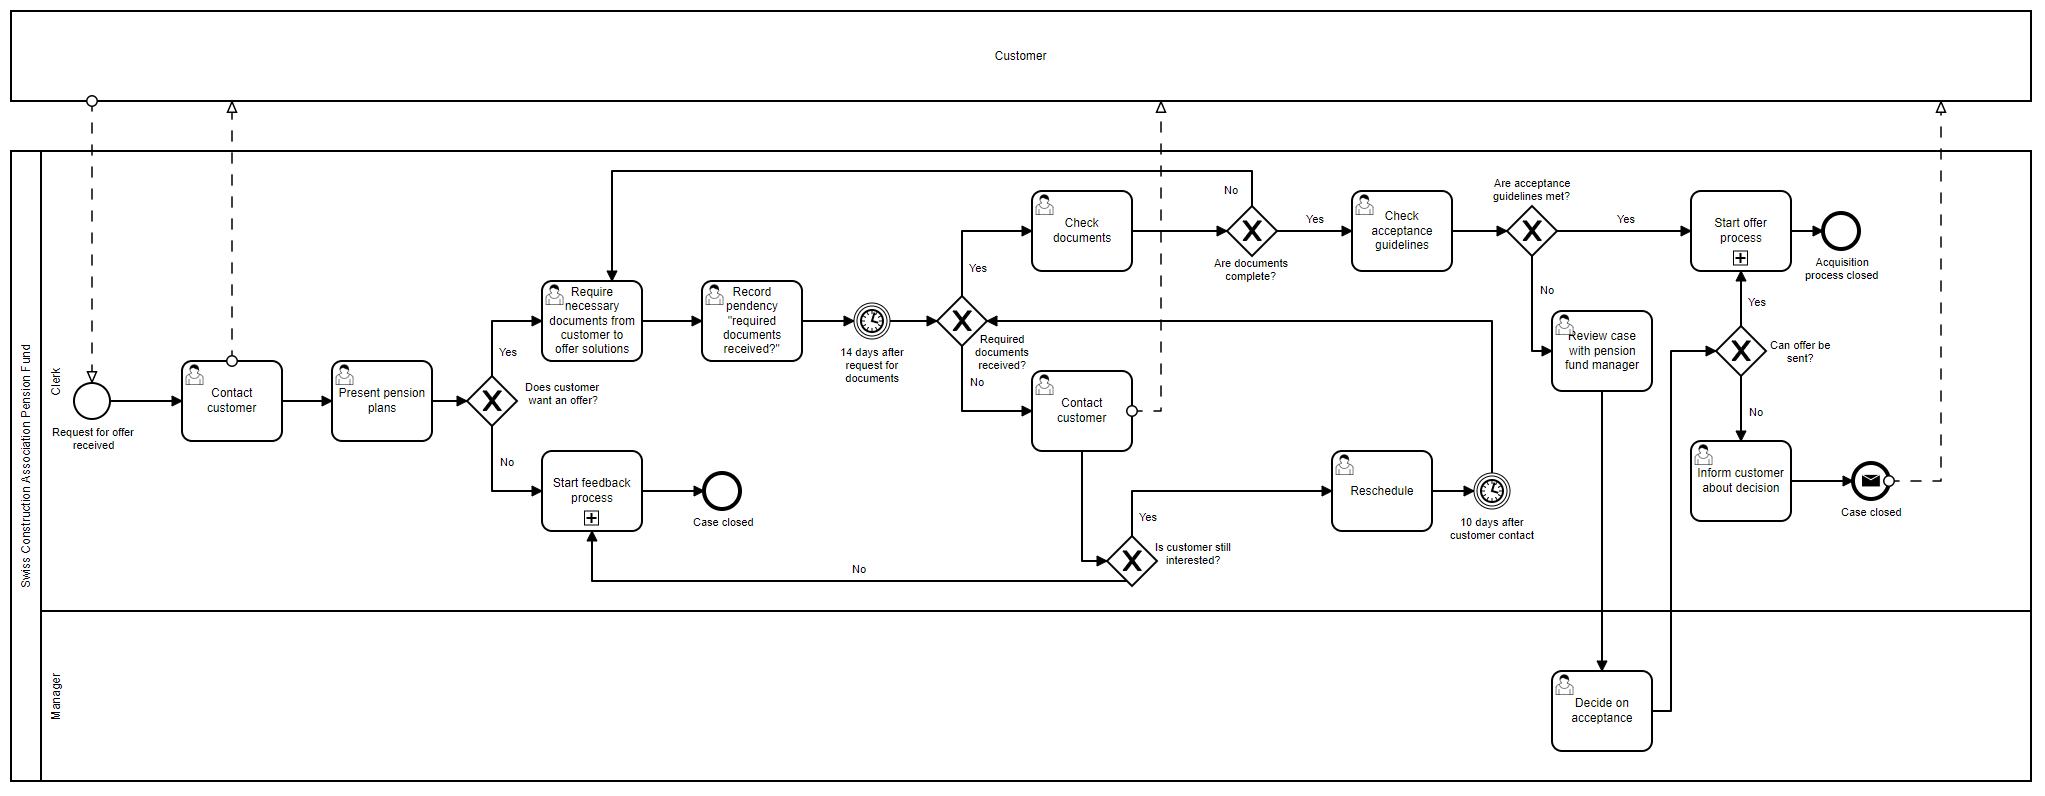 Customer
Swiss Construction Association Pension Fund
Clerk
Manager
Request for offer
received
Contact
customer
Present pension
plans
Does customer
want an offer?
Yes
No
Require
necessary
documents from
customer to
offer solutions
Record
pendency
"required
documents
received?"
14 days after
request for
documents
Start feedback
process
Case closed
Required
documents
received?
Yes
No
Check
documents
Contact
customer
Are documents
complete?
No
Yes
Is customer still
interested?
Yes
No
Reschedule
10 days after
customer contact
Check
acceptance
guidelines
Are acceptance
guidelines met?
Yes
No
Review case
with pension
fund manager
Decide on
acceptance
Can offer be
sent?
Yes
No
Start offer
process
Acquisition
process closed
Inform customer
about decision
Case closed